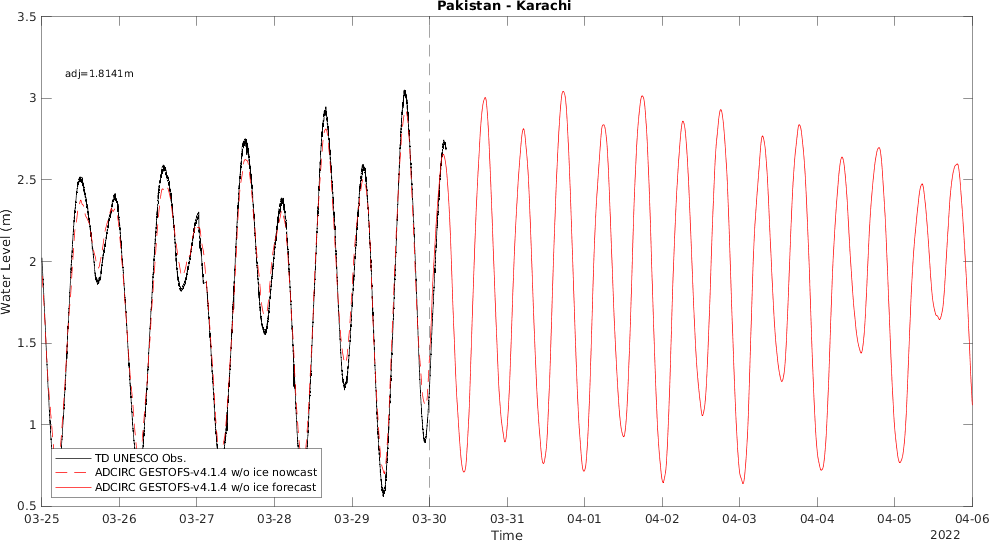 Pakistan - Karachi
3.5
adj=1.8141m
3
2.5
2
1.5
1
0.5
Water Level (m)
TD UNESCO Obs.
ADCIRC GESTOFS-v4.1.4 w/o ice nowcast
ADCIRC GESTOFS-v4.1.4 w/o ice forecast
03-25 03-26 03-27 03-28 03-29 03-30 03-31 04-01 04-02 04-03 04-04 04-05 04-06
Time
2022